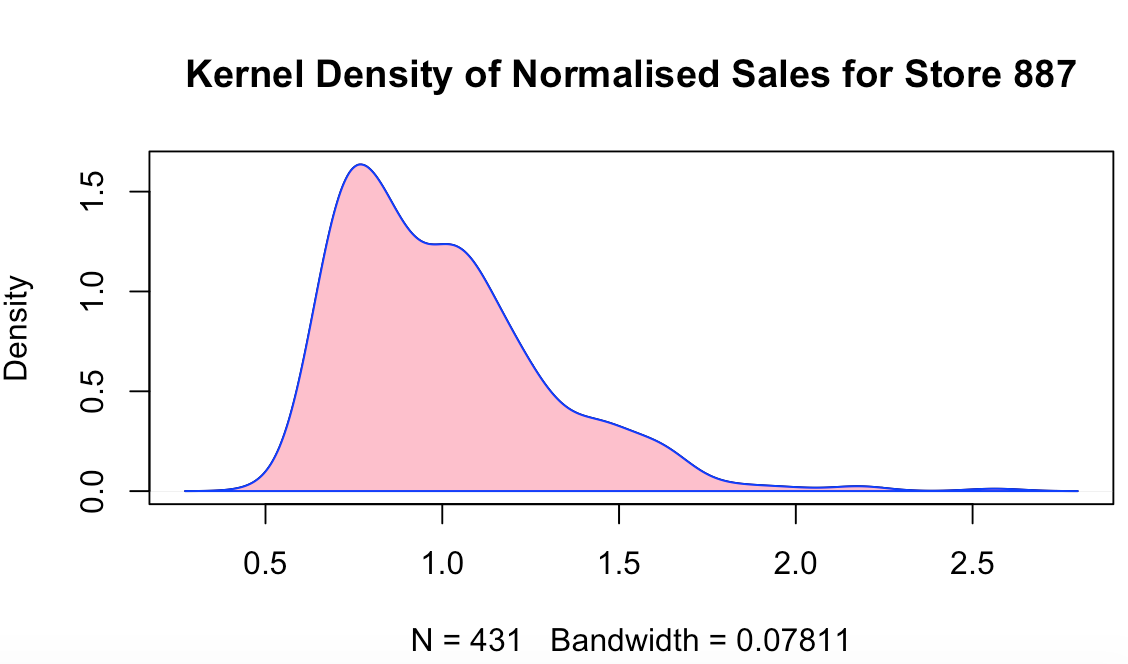 Kernel Density of Normalised Sales for Store 887
Density
1.5
1.0
0.5
0.0
0.5 1.0 1.5 2.0 2.5
N = 431 Bandwidth = 0.07811